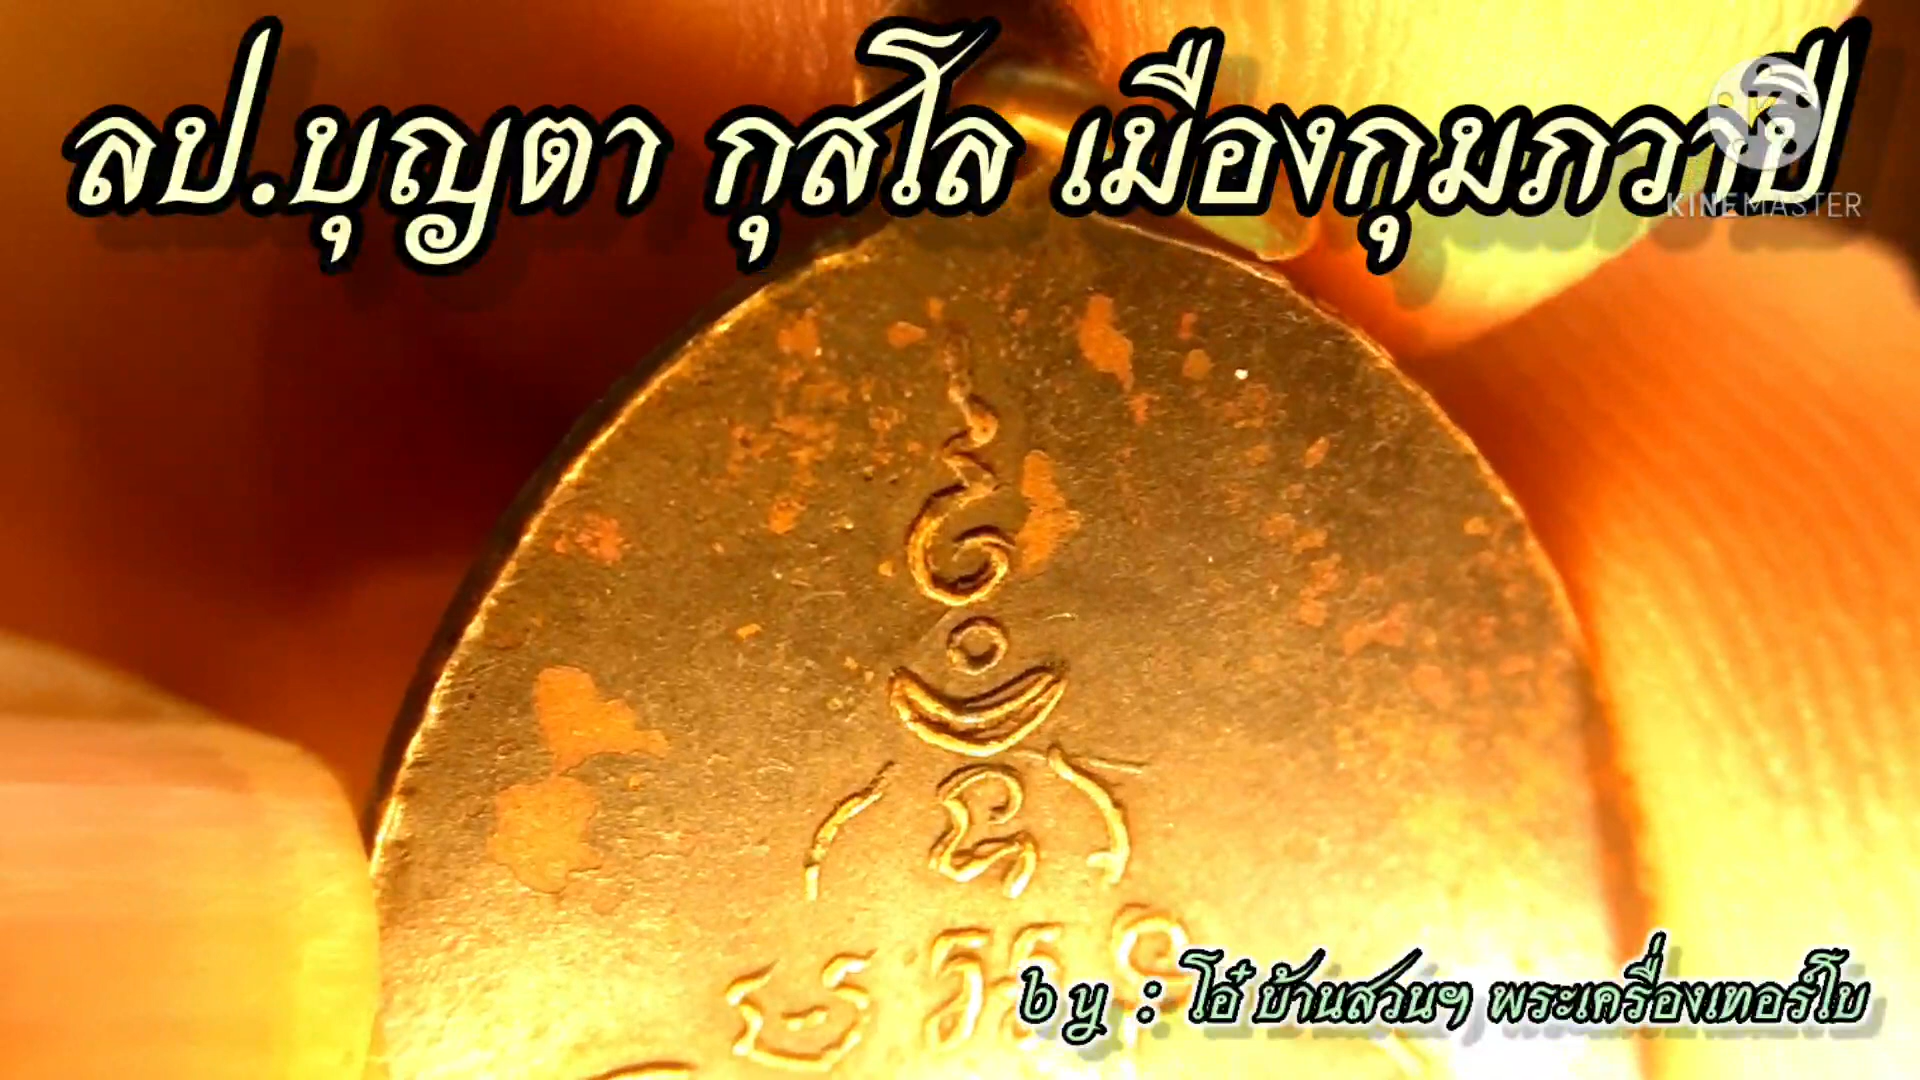 ลป.บุญตา กุสโล เมืองกุมภวาปี
KINEMASTER
by : โอ๋ บ้านสวนฯ พระเครื่องเทอร์โบ